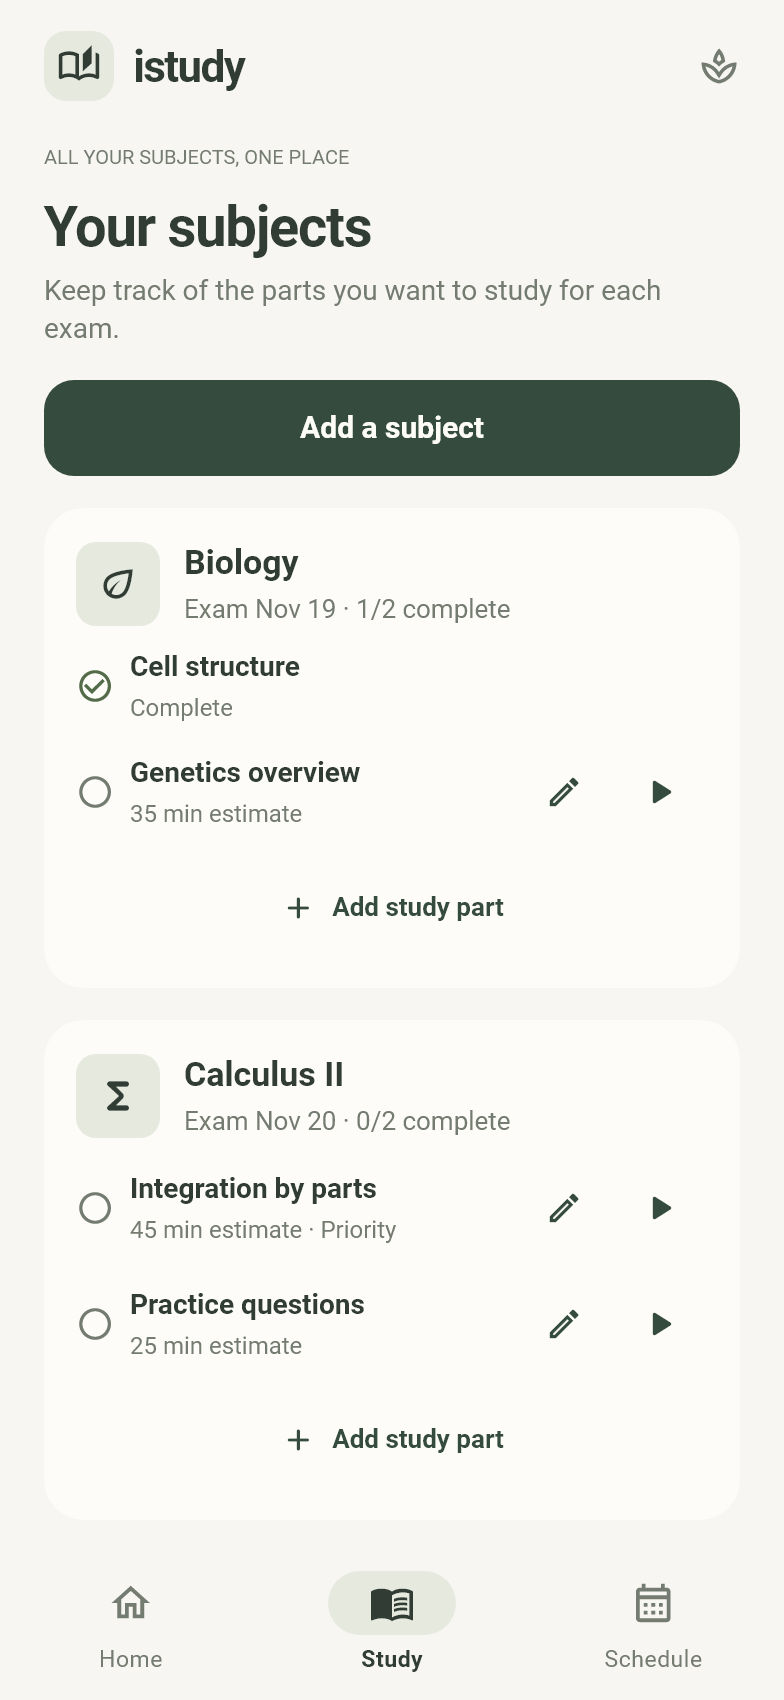 istudy
ALL YOUR SUBJECTS, ONE PLACE
Your subjects
Keep track of the parts you want to study for each
exam.
Add a subject
Biology
Exam Nov 19 · 1/2 complete
Cell structure
Complete
Genetics overview
35 min estimate
Add study part
Calculus II
Exam Nov 20 · 0/2 complete
Integration by parts
45 min estimate · Priority
Practice questions
25 min estimate
Add study part
Home
Study
Schedule